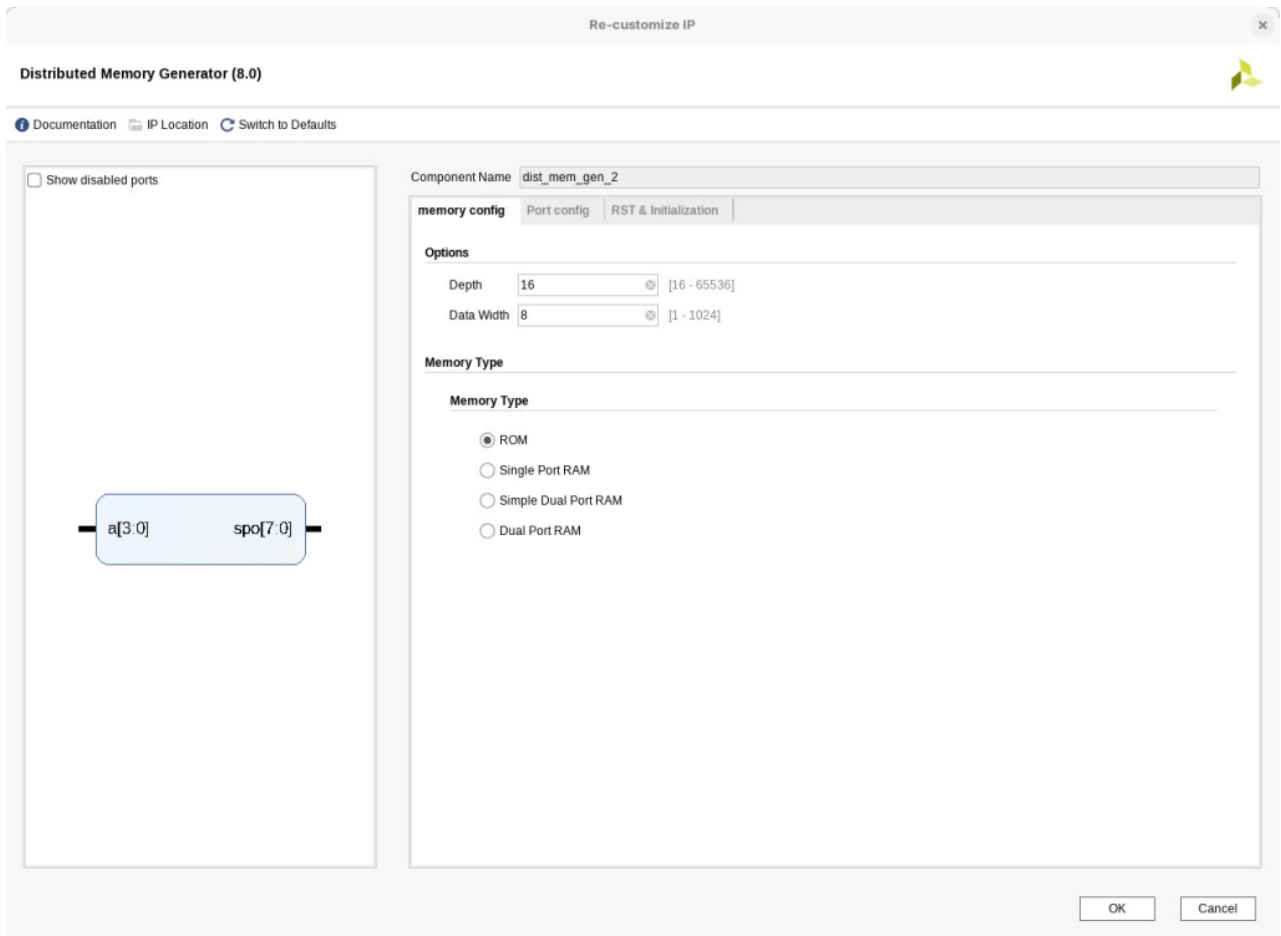 Re-customize IP
Distributed Memory Generator (8.0)
Documentation IP Location Switch to Defaults
Show disabled ports
a[3:0] spo[7:0]
Component Name dist_mem_gen_2
memory config Port config RST & Initialization
Options
Depth 16 [16 - 65536]
Data Width 8 [1 - 1024]
Memory Type
Memory Type
ROM
Single Port RAM
Simple Dual Port RAM
Dual Port RAM
OK Cancel